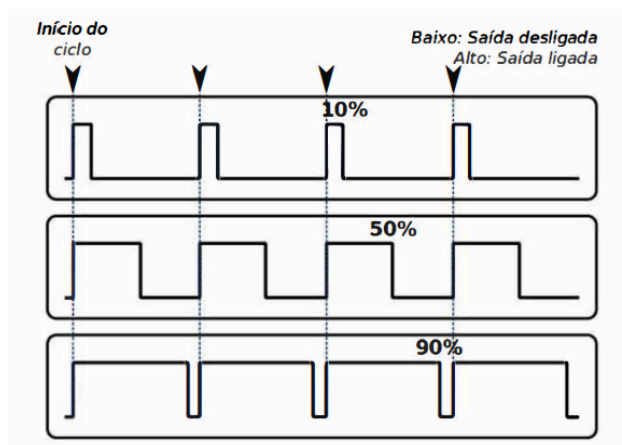 Início do
ciclo
Baixo: Saída desligada
Alto: Saída ligada
10%
50%
90%